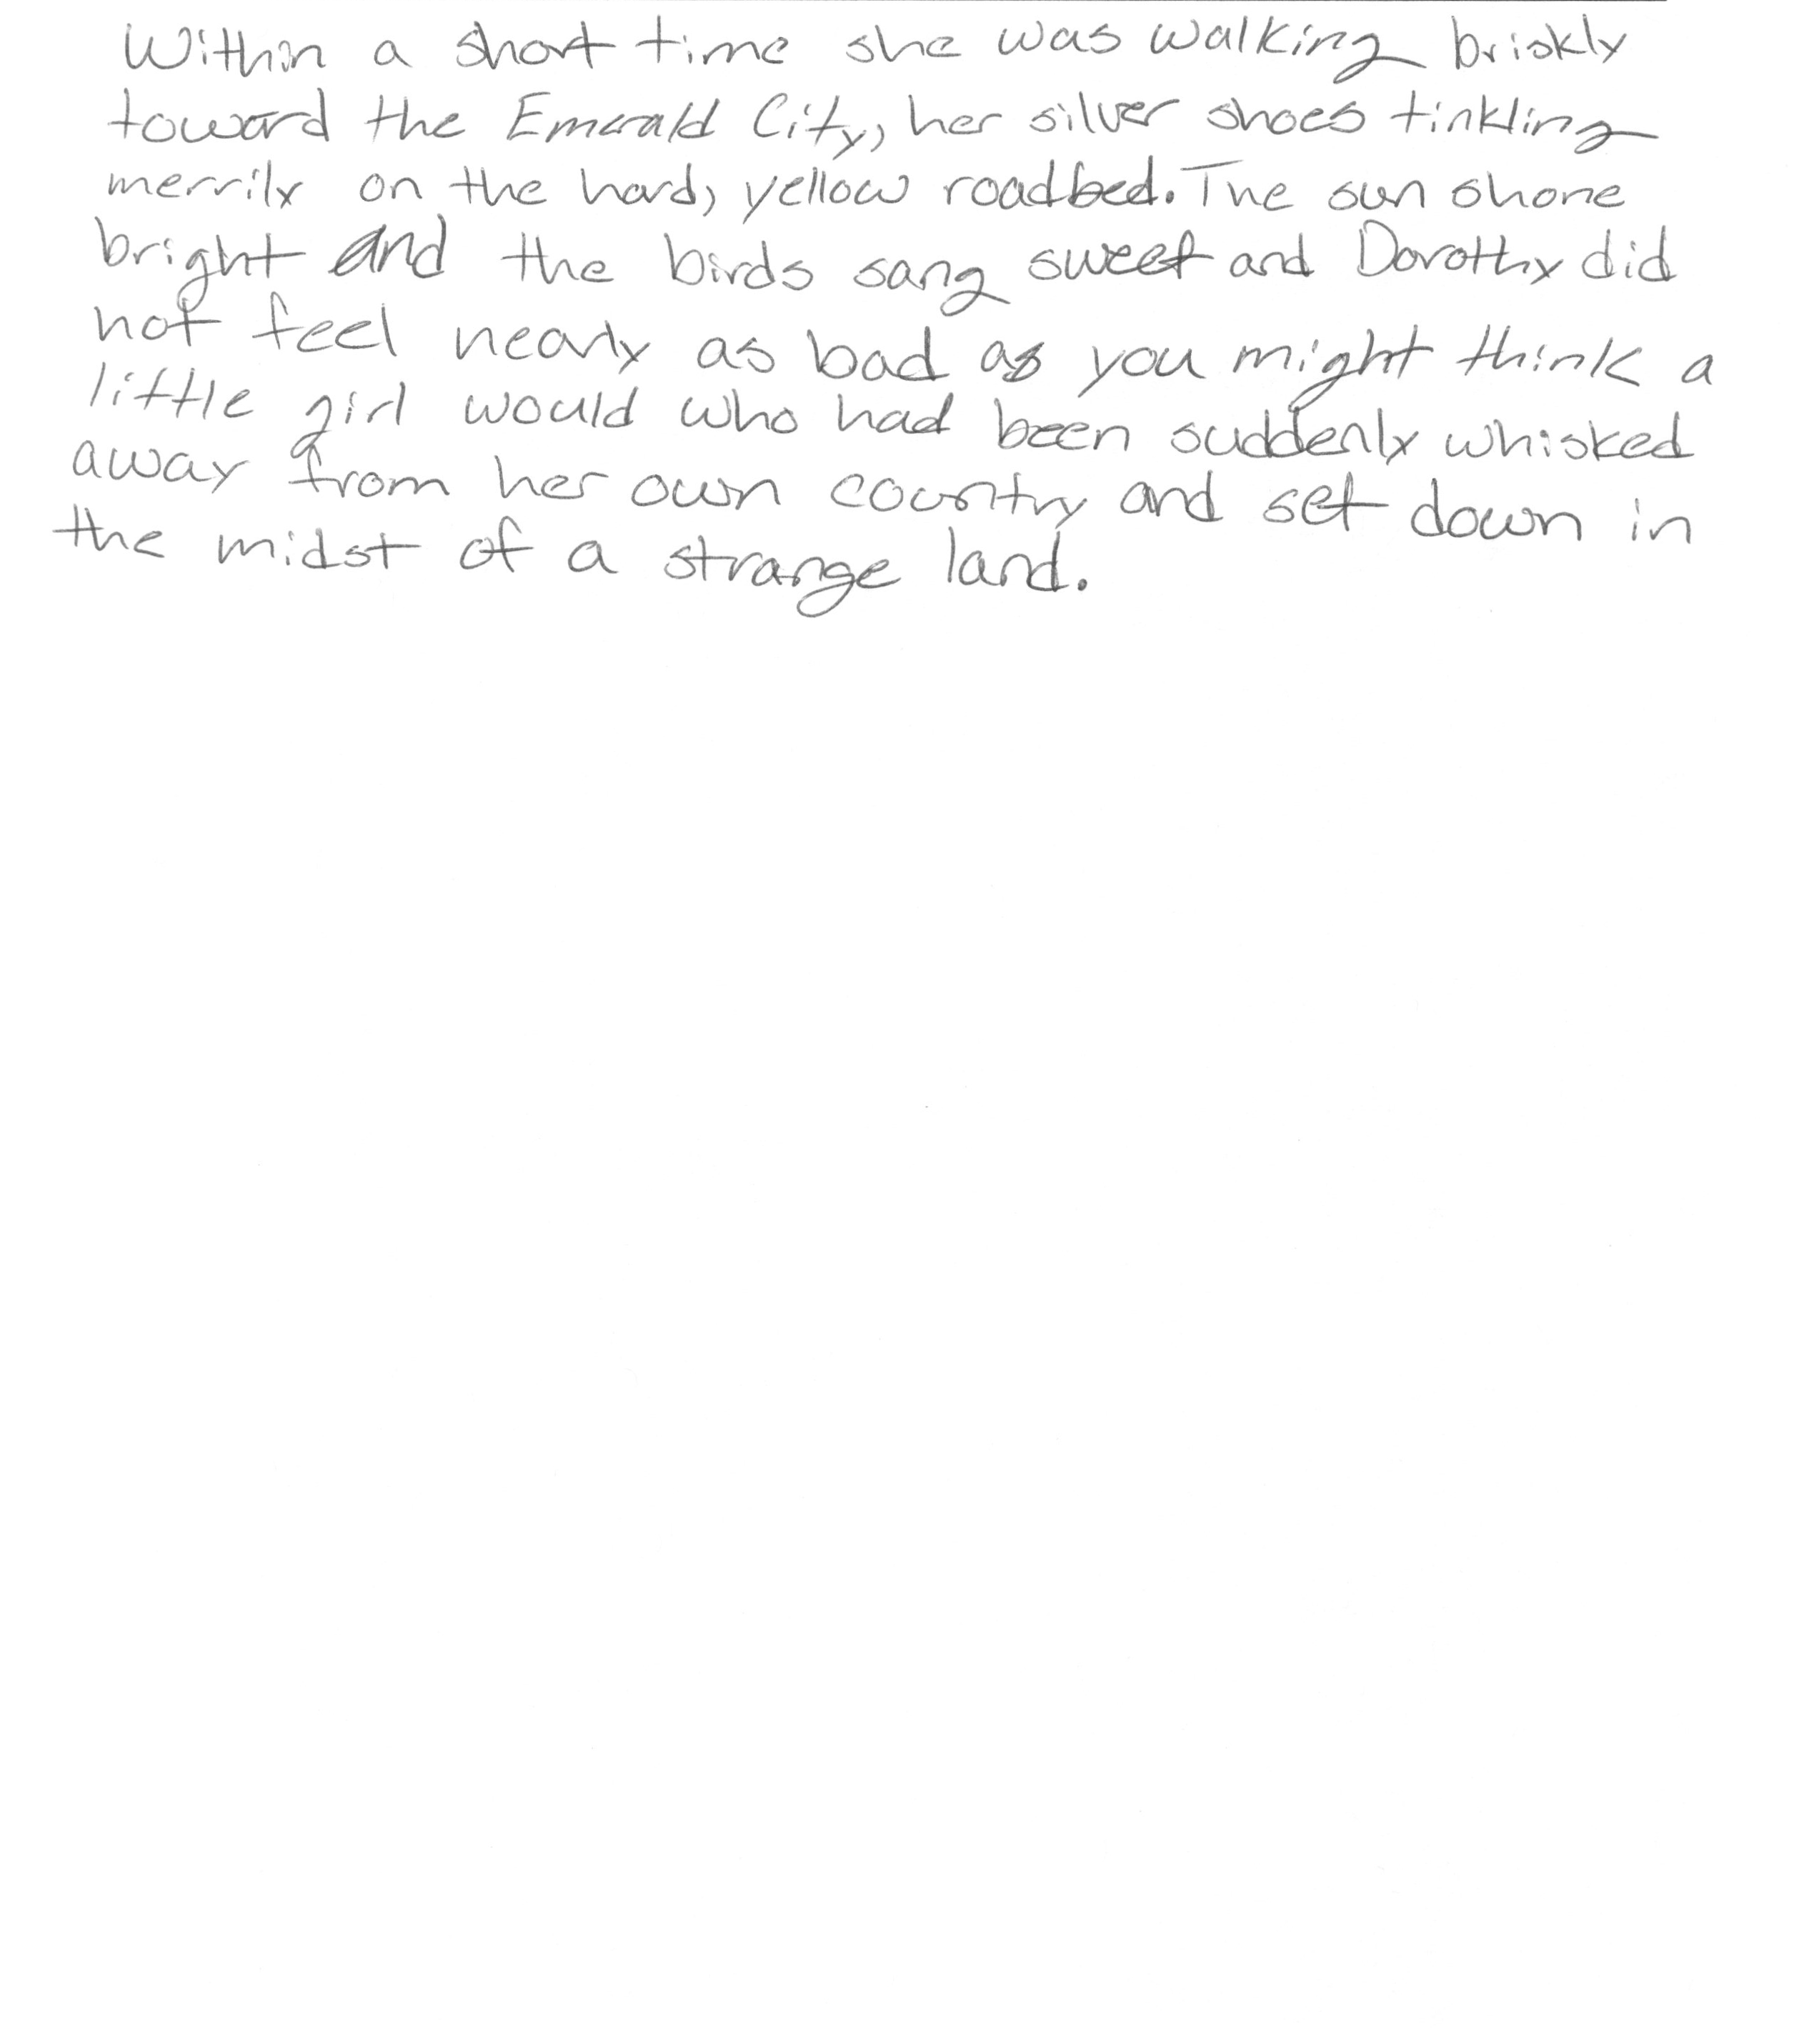 Within a short time she was walking briskly
toward the Emerald City, her silver shoes tinkling
merrily on the hard, yellow roadbed. The sun shone
bright and the birds sang sweet and Dorothy did
not feel nearly as bad as you might think a
little girl would who had been suddenly whisked
away from her own country and set down in
the midst of a strange land.